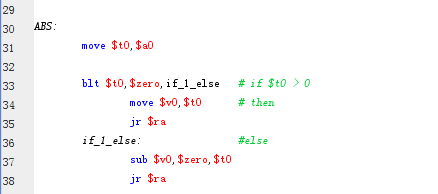 29
30 ABS:
31 move $t0,$a0
32
33 blt $t0,$zero,if_1_else # if $t0 > 0
34 move $v0,$t0 # then
35 jr $ra
36 if_1_else: #else
37 sub $v0,$zero,$t0
38 jr $ra